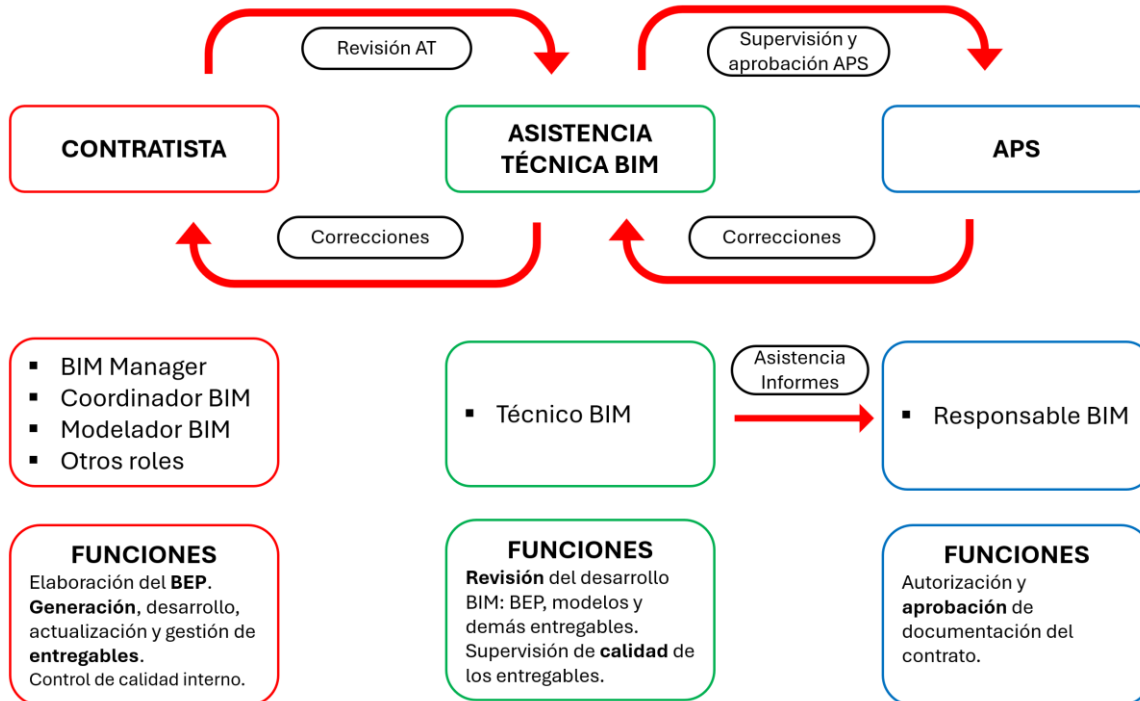 Revisión AT
Supervisión y
aprobación APS
CONTRATISTA
ASISTENCIA
TÉCNICA BIM
APS
Correcciones
Correcciones
▪ BIM Manager
▪ Coordinador BIM
▪ Modelador BIM
▪ Otros roles
▪ Técnico BIM
Asistencia
Informes
▪ Responsable BIM
FUNCIONES
Elaboración del BEP.
Generación, desarrollo,
actualización y gestión de
entregables.
Control de calidad interno.
FUNCIONES
Revisión del desarrollo
BIM: BEP, modelos y
demás entregables.
Supervisión de calidad de
los entregables.
FUNCIONES
Autorización y
aprobación de
documentación del
contrato.